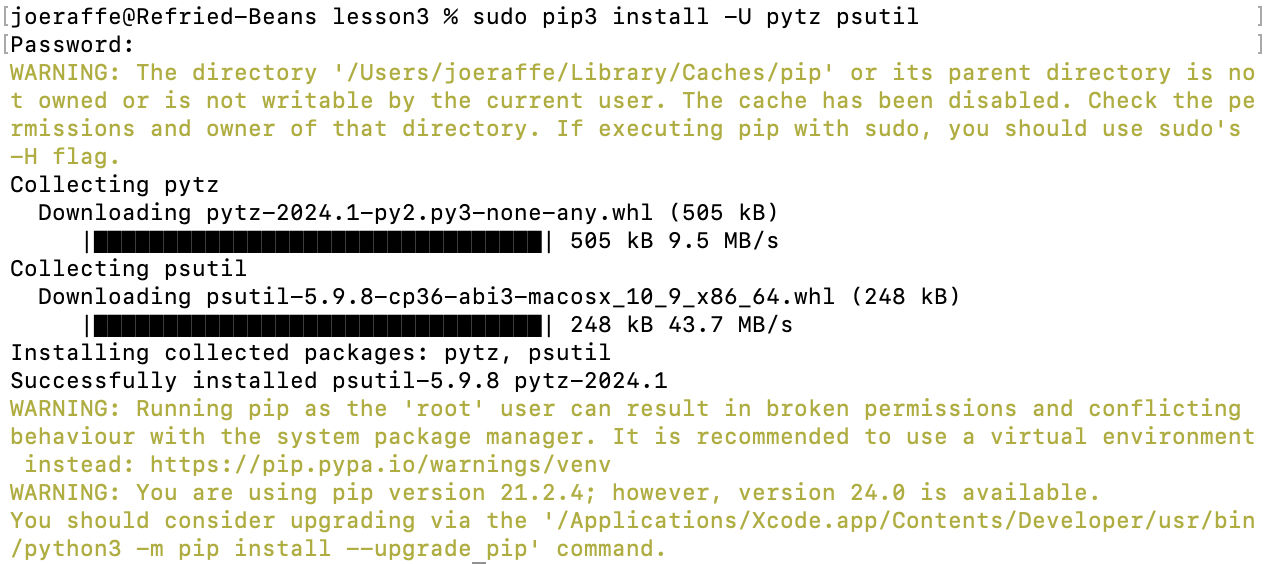 [joeraffe@Refried-Beans lesson3 % sudo pip3 install -U pytz psutil ]
[Password: ]
WARNING: The directory '/Users/joeraffe/Library/Caches/pip' or its parent directory is no
t owned or is not writable by the current user. The cache has been disabled. Check the pe
rmissions and owner of that directory. If executing pip with sudo, you should use sudo's
-H flag.
Collecting pytz
  Downloading pytz-2024.1-py2.py3-none-any.whl (505 kB)
     |████████████████████████████████| 505 kB 9.5 MB/s
Collecting psutil
  Downloading psutil-5.9.8-cp36-abi3-macosx_10_9_x86_64.whl (248 kB)
     |████████████████████████████████| 248 kB 43.7 MB/s
Installing collected packages: pytz, psutil
Successfully installed psutil-5.9.8 pytz-2024.1
WARNING: Running pip as the 'root' user can result in broken permissions and conflicting
behaviour with the system package manager. It is recommended to use a virtual environment
 instead: https://pip.pypa.io/warnings/venv
WARNING: You are using pip version 21.2.4; however, version 24.0 is available.
You should consider upgrading via the '/Applications/Xcode.app/Contents/Developer/usr/bin
/python3 -m pip install --upgrade pip' command.